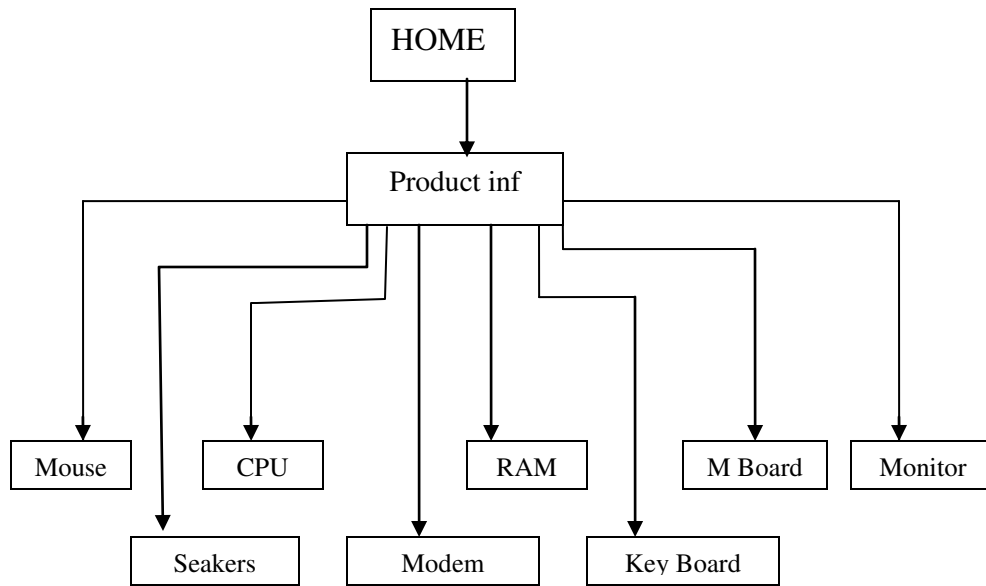 HOME
Product inf
Mouse
CPU
RAM
M Board
Monitor
Seakers
Modem
Key Board